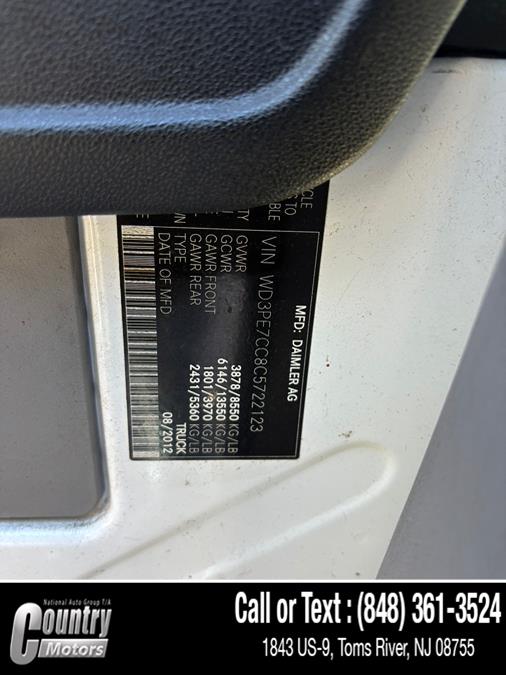 MFD: DAIMLER AG
VIN WD3PE7CC8C5722123
GVWR 3878/8550 KG/LB
GCWR 6146/13550 KG/LB
GAWR FRONT 1801/3970 KG/LB
GAWR REAR 2431/5360 KG/LB
TYPE TRUCK
DATE OF MFD 08/2012
National Auto Group T/A
Country
Motors
Call or Text : (848) 361-3524
1843 US-9, Toms River, NJ 08755